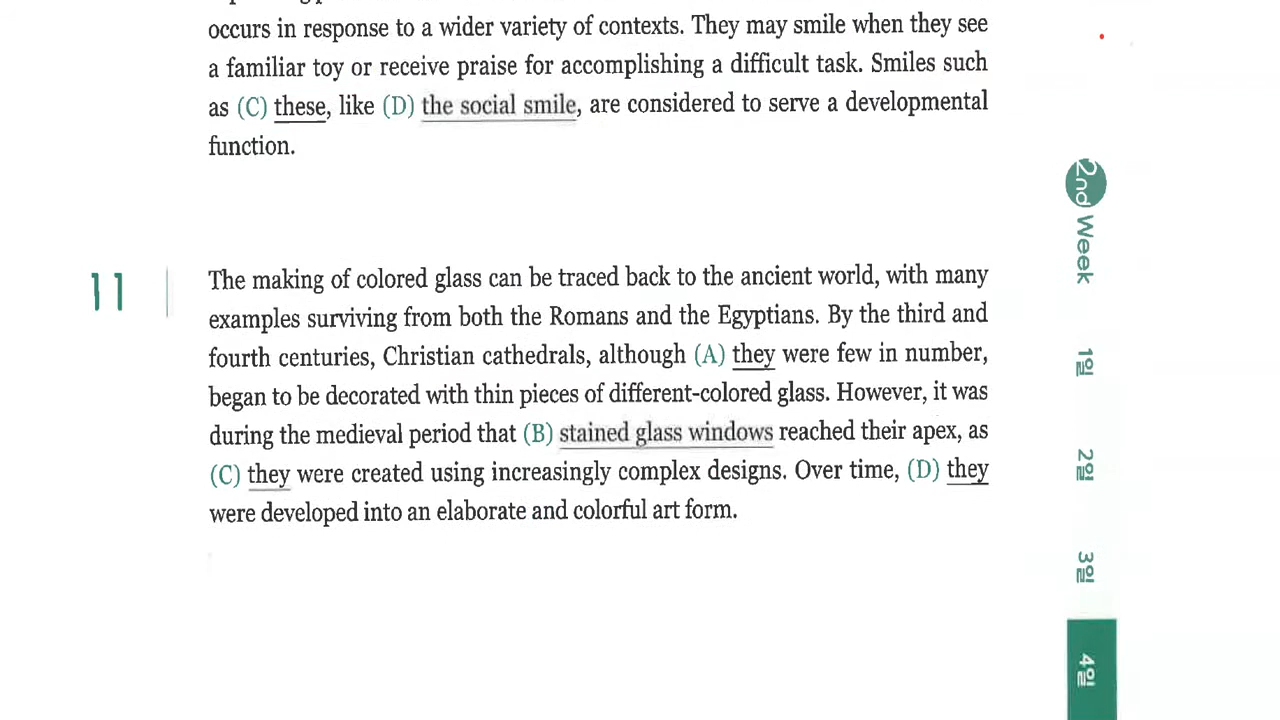 occurs in response to a wider variety of contexts. They may smile when they see
a familiar toy or receive praise for accomplishing a difficult task. Smiles such
as (C) these, like (D) the social smile, are considered to serve a developmental
function.
11
The making of colored glass can be traced back to the ancient world, with many
examples surviving from both the Romans and the Egyptians. By the third and
fourth centuries, Christian cathedrals, although (A) they were few in number,
began to be decorated with thin pieces of different-colored glass. However, it was
during the medieval period that (B) stained glass windows reached their apex, as
(C) they were created using increasingly complex designs. Over time, (D) they
were developed into an elaborate and colorful art form.
2nd Week
1일
2일
3일
4일